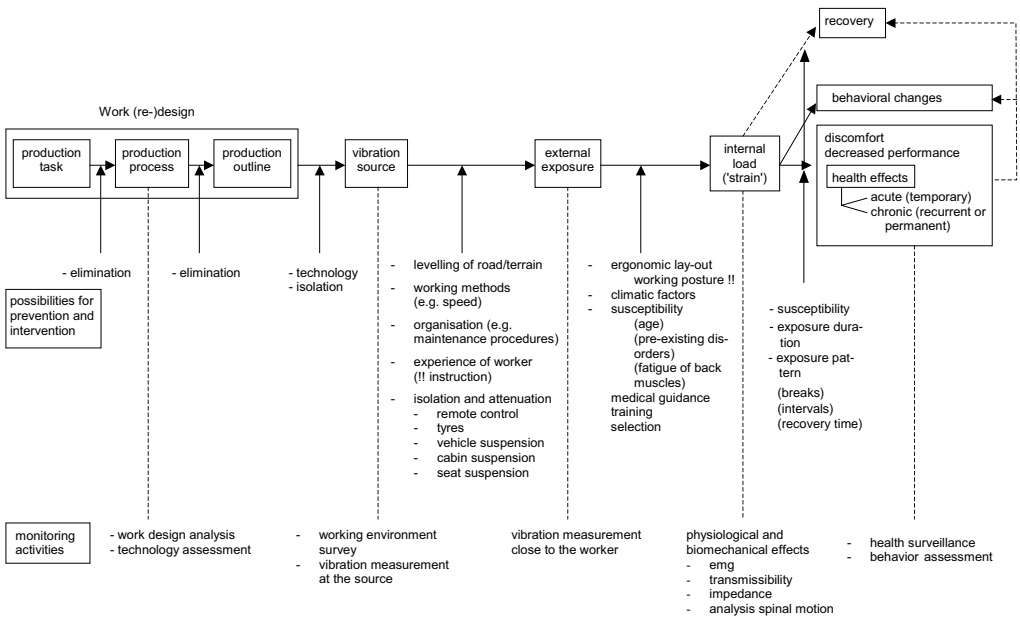 recovery
behavioral changes
Work (re-)design
production
task
production
process
production
outline
vibration
source
external
exposure
internal
load
('strain')
discomfort
decreased performance
health effects
acute (temporary)
chronic (recurrent or
permanent)
- elimination
- elimination
- technology
- isolation
- levelling of road/terrain
- working methods
(e.g. speed)
- organisation (e.g.
maintenance procedures)
- experience of worker
(!! instruction)
- isolation and attenuation
- remote control
- tyres
- vehicle suspension
- cabin suspension
- seat suspension
- ergonomic lay-out
working posture !!
- climatic factors
- susceptibility
(age)
(pre-existing dis-
orders)
(fatigue of back
muscles)
medical guidance
training
selection
- susceptibility
- exposure dura-
tion
- exposure pat-
tern
(breaks)
(intervals)
(recovery time)
possibilities for
prevention and
intervention
monitoring
activities
- work design analysis
- technology assessment
- working environment
survey
- vibration measurement
at the source
vibration measurement
close to the worker
physiological and
biomechanical effects
- emg
- transmissibility
- impedance
- analysis spinal motion
- health surveillance
- behavior assessment